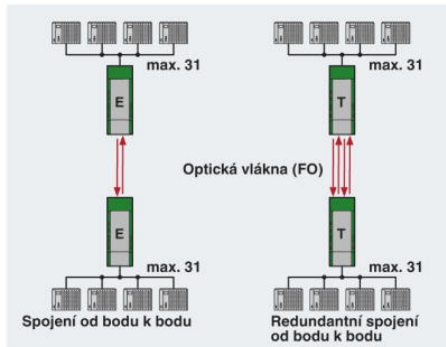 max. 31
max. 31
E
T
Optická vlákna (FO)
E
T
max. 31
max. 31
Spojení od bodu k bodu
Redundantní spojení
od bodu k bodu